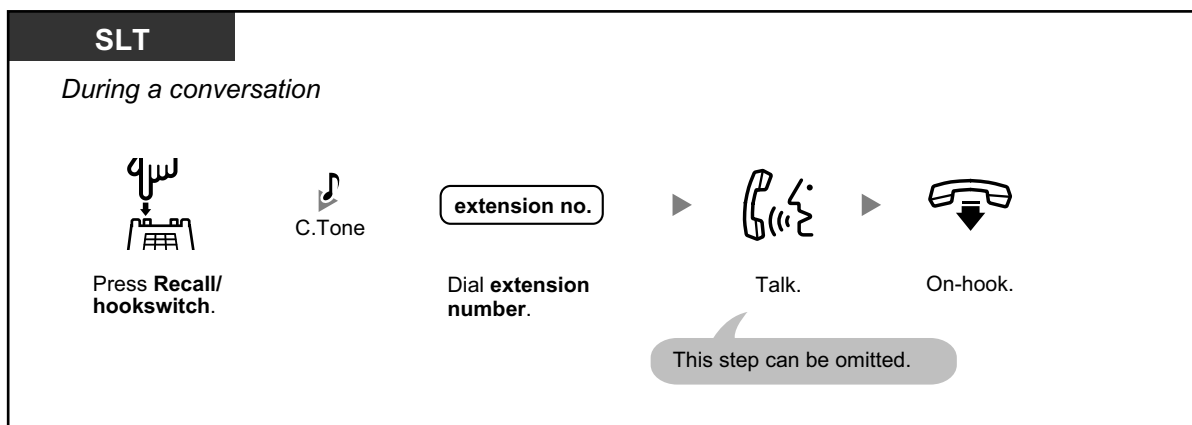 SLT
During a conversation
C.Tone
extension no.
Press Recall/
hookswitch.
Dial extension
number.
Talk.
On-hook.
This step can be omitted.